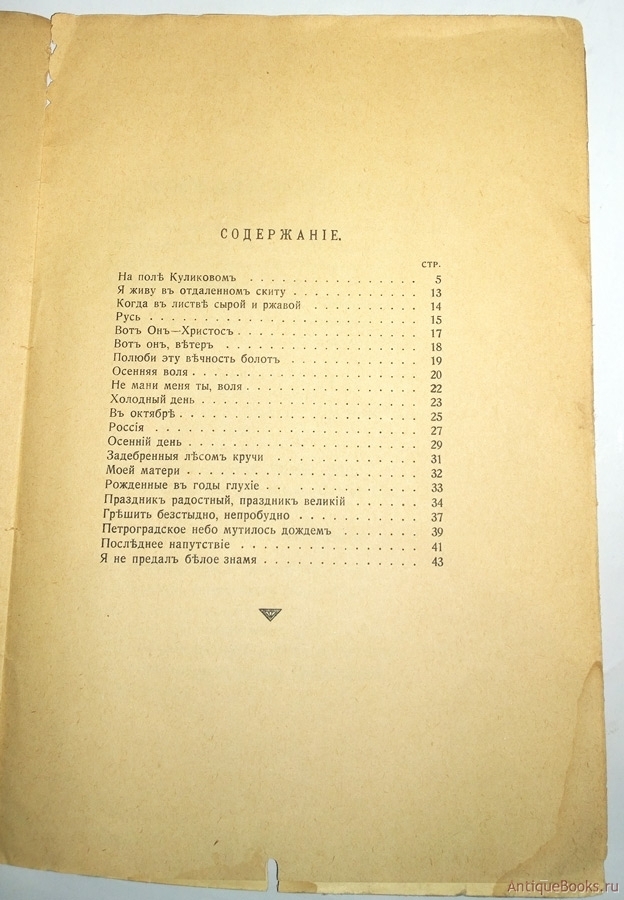 СОДЕРЖАНІЕ.
СТР.
На полѣ Куликовомъ . . . . . . . . . . . . . 5
Я живу въ отдаленном скиту . . . . . . . . . . 13
Когда въ листвѣ сырой и ржавой . . . . . . . . . 14
Русь . . . . . . . . . . . . . . . . . . . . 15
Вотъ Онъ—Христосъ . . . . . . . . . . . . . . 17
Вотъ онъ, вѣтеръ . . . . . . . . . . . . . . 18
Полюби эту вѣчность болотъ . . . . . . . . . . 19
Осенняя воля . . . . . . . . . . . . . . . . . 20
Не мани меня ты, воля . . . . . . . . . . . . . 22
Холодный день . . . . . . . . . . . . . . . . 23
Въ октябрѣ . . . . . . . . . . . . . . . . . . 25
Россія . . . . . . . . . . . . . . . . . . . . 27
Осенній день . . . . . . . . . . . . . . . . . 29
Задебренныя лѣсомъ кручи . . . . . . . . . . . 31
Моей матери . . . . . . . . . . . . . . . . . 32
Рожденные въ годы глухіе . . . . . . . . . . . 33
Праздникъ радостный, праздникъ великій . . . . . . 34
Грѣшить безстыдно, непробудно . . . . . . . . . 37
Петроградское небо мутилось дождемъ . . . . . . 39
Послѣднее напутствіе . . . . . . . . . . . . . 41
Я не предалъ бѣлое знамя . . . . . . . . . . . . 43
AntiqueBooks.ru